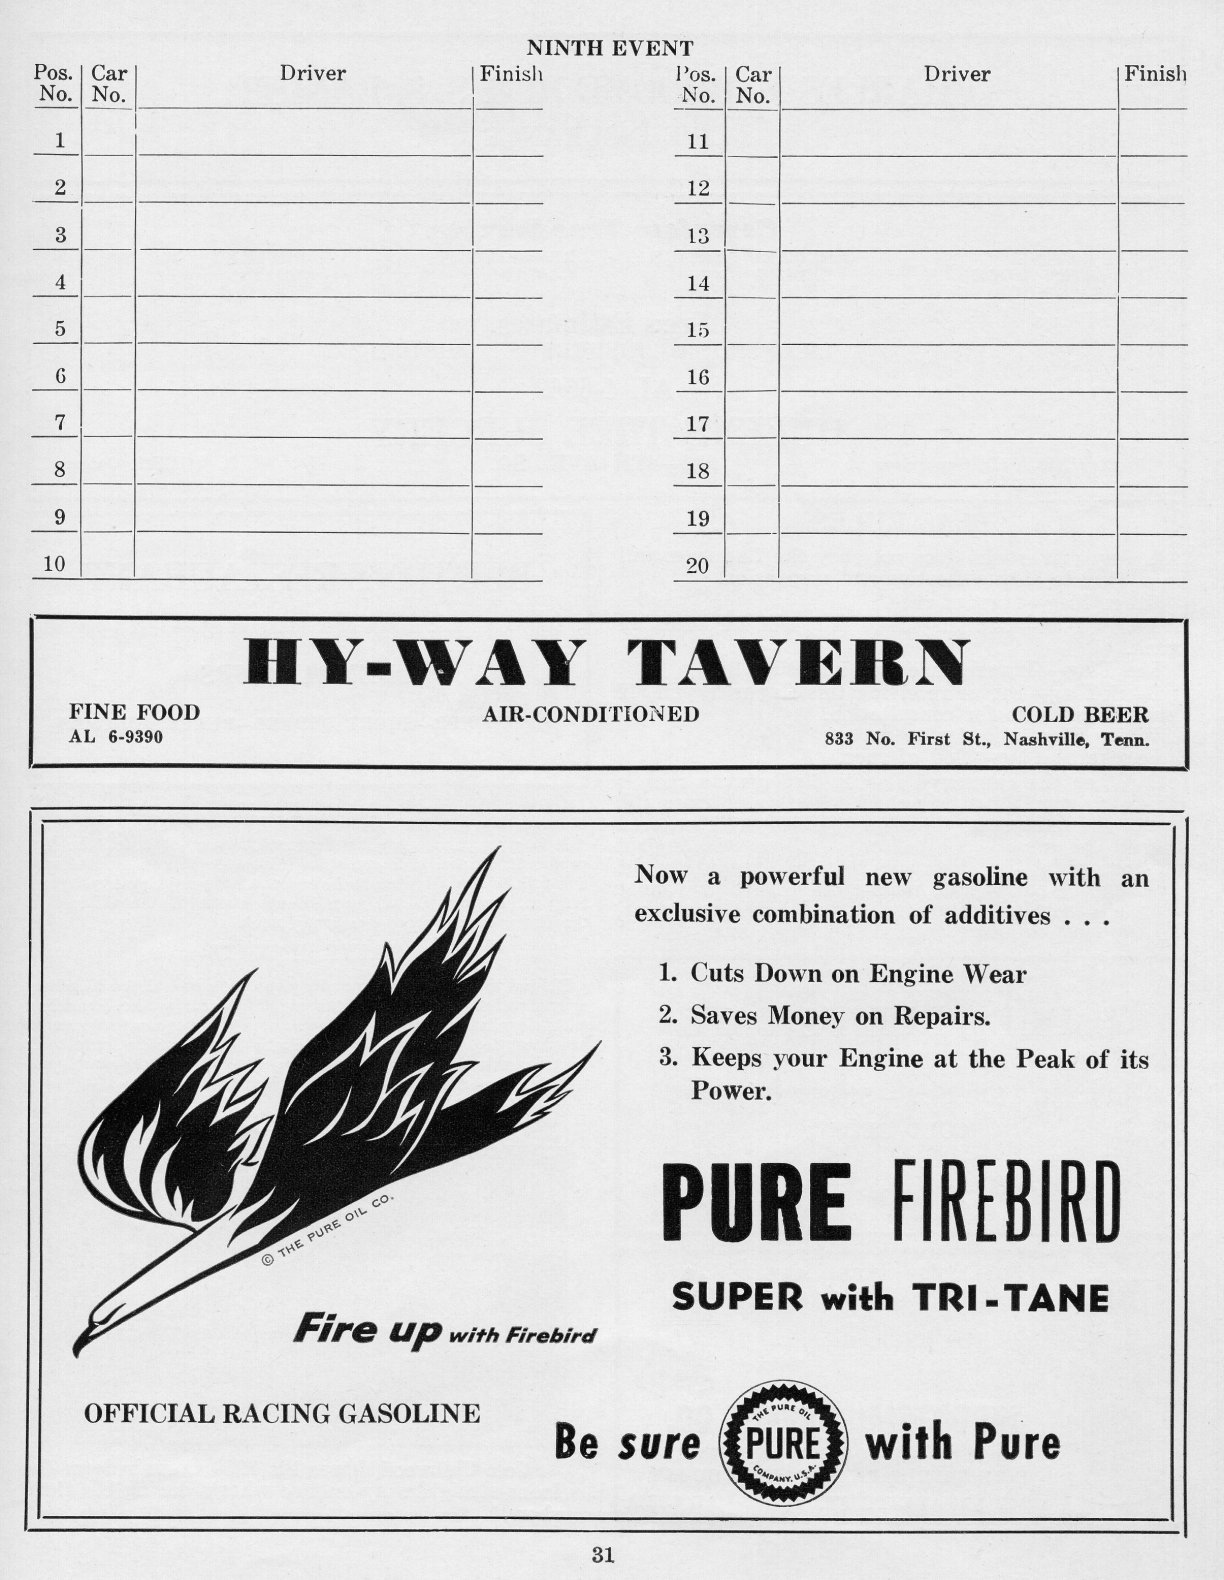 NINTH EVENT
Pos. Car Driver Finish
No. No.
1
2
3
4
5
6
7
8
9
10
Pos. Car Driver Finish
No. No.
11
12
13
14
15
16
17
18
19
20
HY-WAY TAVERN
FINE FOOD AIR-CONDITIONED COLD BEER
AL 6-9390 833 No. First St., Nashville, Tenn.
Now a powerful new gasoline with an
exclusive combination of additives . . .
1. Cuts Down on Engine Wear
2. Saves Money on Repairs.
3. Keeps your Engine at the Peak of its
Power.
© THE PURE OIL CO.
PURE FIREBIRD
SUPER with TRI-TANE
Fire up with Firebird
OFFICIAL RACING GASOLINE
Be sure with Pure
THE PURE OIL
PURE
COMPANY, U.S.A.
31